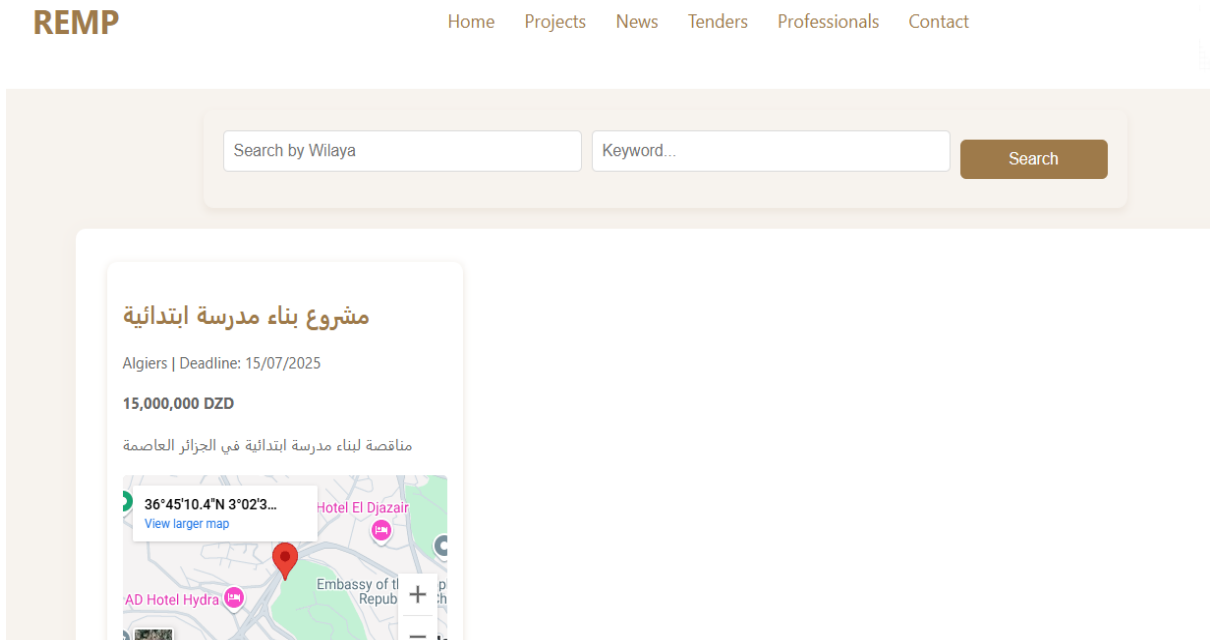 REMP
Home Projects News Tenders Professionals Contact
Search by Wilaya
Keyword...
Search
مشروع بناء مدرسة ابتدائية
Algiers | Deadline: 15/07/2025
15,000,000 DZD
مناقصة لبناء مدرسة ابتدائية في الجزائر العاصمة
36°45'10.4"N 3°02'3...
View larger map
Hotel El Djazair
Embassy of
Repub
AD Hotel Hydra